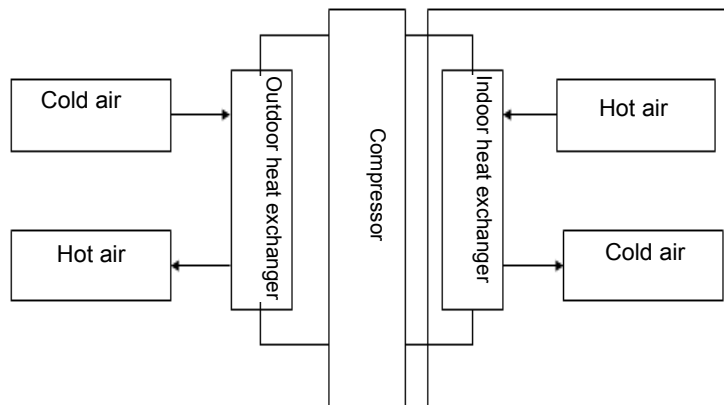 Cold air
Hot air
Outdoor heat exchanger
Compressor
Indoor heat exchanger
Hot air
Cold air